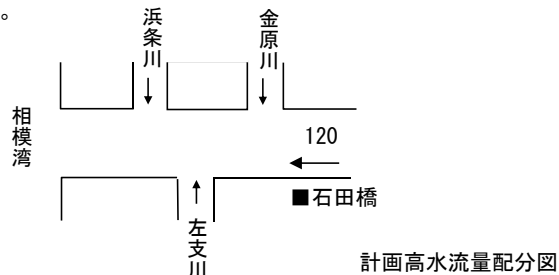 。
浜条川
金原川
相模湾
120
■石田橋
左支川
計画高水流量配分図